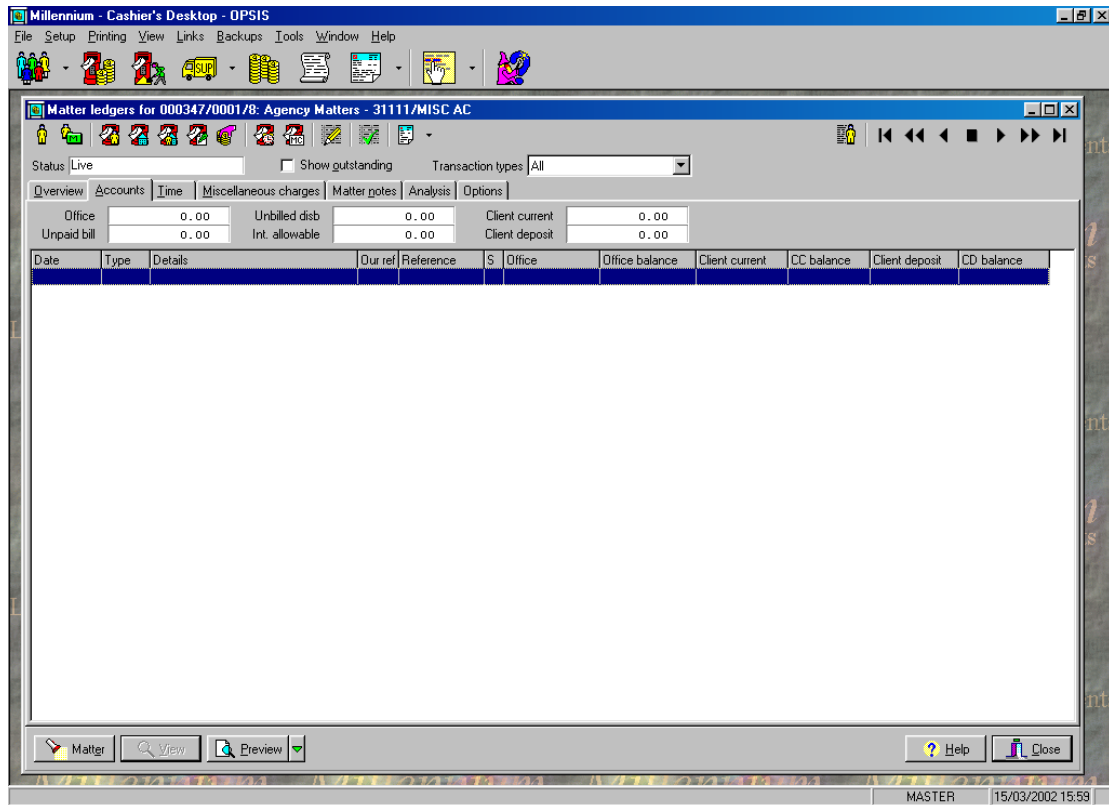 Millennium - Cashier's Desktop - OPSIS
File Setup Printing View Links Backups Tools Window Help
SUP
Matter ledgers for 000347/0001/8: Agency Matters - 31111/MISC AC
M MC
Status Live Show outstanding Transaction types All
Overview Accounts Time Miscellaneous charges Matter notes Analysis Options
Office 0.00 Unbilled disb 0.00 Client current 0.00
Unpaid bill 0.00 Int. allowable 0.00 Client deposit 0.00
Date Type Details Our ref Reference S Office Office balance Client current CC balance Client deposit CD balance
Matter View Preview Help Close
MASTER 15/03/2002 15:59